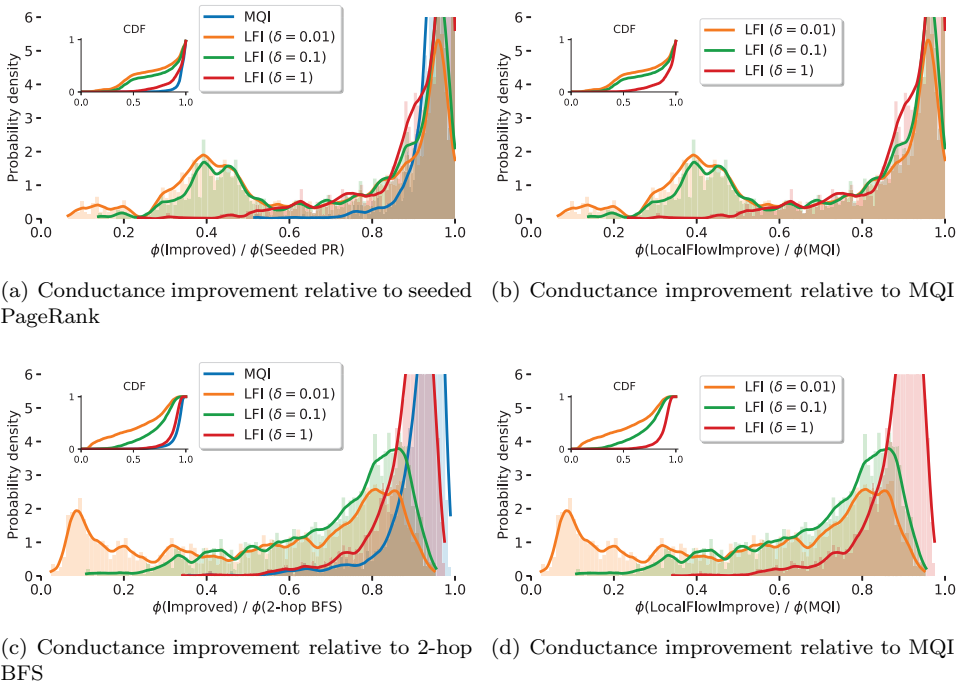 6
5
4
3
2
1
0
Probability density
CDF
1
0
0.0 0.5 1.0
MQI
LFI (δ = 0.01)
LFI (δ = 0.1)
LFI (δ = 1)
0.0 0.2 0.4 0.6 0.8 1.0
ϕ(Improved) / ϕ(Seeded PR)
6
5
4
3
2
1
0
Probability density
CDF
1
0
0.0 0.5 1.0
LFI (δ = 0.01)
LFI (δ = 0.1)
LFI (δ = 1)
0.0 0.2 0.4 0.6 0.8 1.0
ϕ(LocalFlowImprove) / ϕ(MQI)
(a) Conductance improvement relative to seeded
PageRank
(b) Conductance improvement relative to MQI
6
5
4
3
2
1
0
Probability density
CDF
1
0
0.0 0.5 1.0
MQI
LFI (δ = 0.01)
LFI (δ = 0.1)
LFI (δ = 1)
0.0 0.2 0.4 0.6 0.8 1.0
ϕ(Improved) / ϕ(2-hop BFS)
6
5
4
3
2
1
0
Probability density
CDF
1
0
0.0 0.5 1.0
LFI (δ = 0.01)
LFI (δ = 0.1)
LFI (δ = 1)
0.0 0.2 0.4 0.6 0.8 1.0
ϕ(LocalFlowImprove) / ϕ(MQI)
(c) Conductance improvement relative to 2-hop
BFS
(d) Conductance improvement relative to MQI